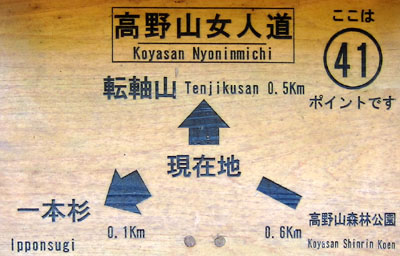 高野山女人道
Koyasan Nyoninmichi
ここは
41
ポイントです
転軸山 Tenjikusan 0.5Km
現在地
一本杉
Ipponsugi
0.1Km
0.6Km
高野山森林公園
Koyasan Shinrin Koen